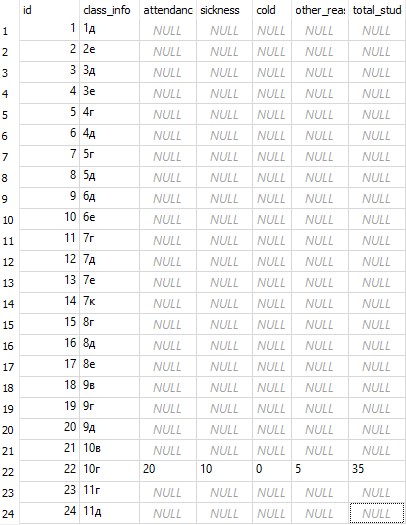 id class_info attendanc sickness cold other_reas total_stud
1 1 1д NULL NULL NULL NULL NULL
2 2 2е NULL NULL NULL NULL NULL
3 3 3д NULL NULL NULL NULL NULL
4 4 3е NULL NULL NULL NULL NULL
5 5 4г NULL NULL NULL NULL NULL
6 6 4д NULL NULL NULL NULL NULL
7 7 5г NULL NULL NULL NULL NULL
8 8 5д NULL NULL NULL NULL NULL
9 9 6д NULL NULL NULL NULL NULL
10 10 6е NULL NULL NULL NULL NULL
11 11 7г NULL NULL NULL NULL NULL
12 12 7д NULL NULL NULL NULL NULL
13 13 7е NULL NULL NULL NULL NULL
14 14 7к NULL NULL NULL NULL NULL
15 15 8г NULL NULL NULL NULL NULL
16 16 8д NULL NULL NULL NULL NULL
17 17 8е NULL NULL NULL NULL NULL
18 18 9в NULL NULL NULL NULL NULL
19 19 9г NULL NULL NULL NULL NULL
20 20 9д NULL NULL NULL NULL NULL
21 21 10в NULL NULL NULL NULL NULL
22 22 10г 20 10 0 5 35
23 23 11г NULL NULL NULL NULL NULL
24 24 11д NULL NULL NULL NULL NULL